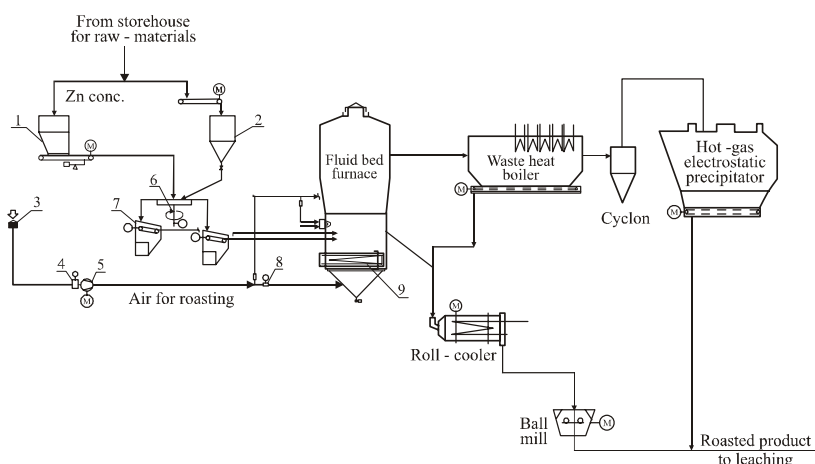 From storehouse
for raw - materials
Zn conc.
M
1
2
M
3
4
5
M
6
7
8
9
Air for roasting
Fluid bed
furnace
Waste heat
boiler
M
Cyclon
Hot -gas
electrostatic
precipitator
M
M
Roll - cooler
Ball
mill
M
Roasted product
to leaching